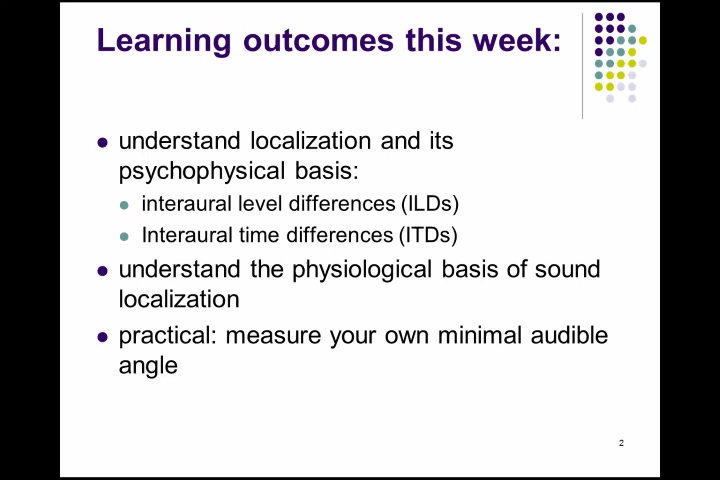 Learning outcomes this week:
understand localization and its
psychophysical basis:
interaural level differences (ILDs)
Interaural time differences (ITDs)
understand the physiological basis of sound
localization
practical: measure your own minimal audible
angle
2